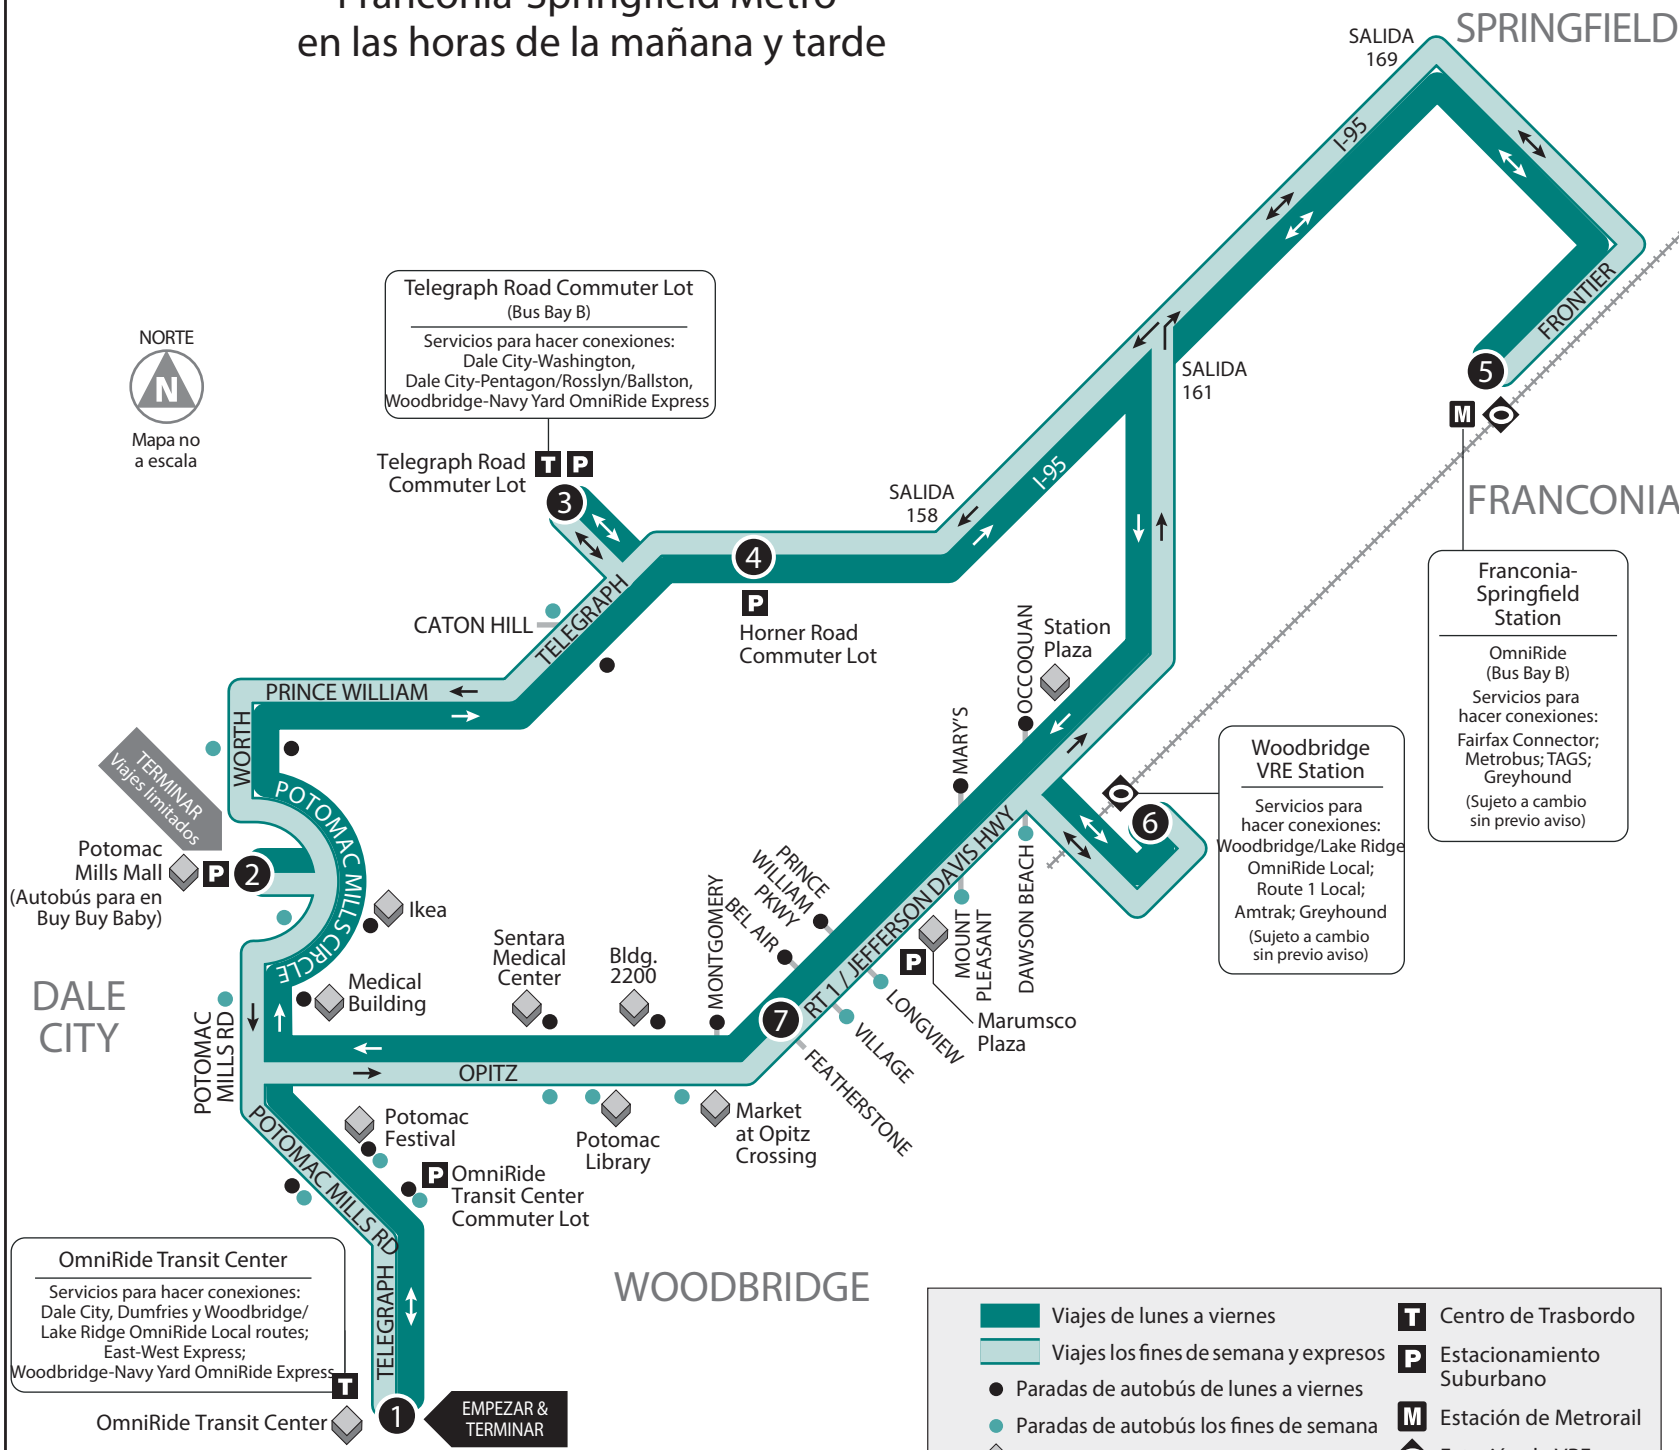 Franconia-Springfield Metro
en las horas de la mañana y tarde
SPRINGFIELD
SALIDA
169
I-95
FRONTIER
NORTE
N
Mapa no
a escala
Telegraph Road Commuter Lot
(Bus Bay B)
Servicios para hacer conexiones:
Dale City-Washington,
Dale City-Pentagon/Rosslyn/Ballston,
Woodbridge-Navy Yard OmniRide Express
Telegraph Road
Commuter Lot
T P
3
SALIDA
161
5
M
FRANCONIA
SALIDA
158
I-95
4
P
Horner Road
Commuter Lot
CATON HILL
TELEGRAPH
PRINCE WILLIAM
WORTH
Franconia-
Springfield
Station
OmniRide
(Bus Bay B)
Servicios para
hacer conexiones:
Fairfax Connector;
Metrobus; TAGS;
Greyhound
(Sujeto a cambio
sin previo aviso)
OCCOQUAN
Station
Plaza
MARY'S
Woodbridge
VRE Station
Servicios para
hacer conexiones:
Woodbridge/Lake Ridge
OmniRide Local;
Route 1 Local;
Amtrak; Greyhound
(Sujeto a cambio
sin previo aviso)
6
TERMINAR
Viajes limitados
POTOMAC MILLS CIRCLE
Potomac
Mills Mall
P
2
(Autobús para en
Buy Buy Baby)
Ikea
Medical
Building
DALE
CITY
POTOMAC
MILLS RD
Sentara
Medical
Center
Bldg.
2200
MONTGOMERY
BEL AIR
PRINCE
WILLIAM
PKWY
7
RT 1 / JEFFERSON DAVIS HWY
MOUNT
PLEASANT
DAWSON BEACH
P
Marumsco
Plaza
LONGVIEW
VILLAGE
FEATHERSTONE
OPITZ
Potomac
Library
Market
at Opitz
Crossing
Potomac
Festival
POTOMAC MILLS RD
P
OmniRide
Transit Center
Commuter Lot
TELEGRAPH
OmniRide Transit Center
Servicios para hacer conexiones:
Dale City, Dumfries y Woodbridge/
Lake Ridge OmniRide Local routes;
East-West Express;
Woodbridge-Navy Yard OmniRide Express
T
OmniRide Transit Center
1
EMPEZAR &
TERMINAR
WOODBRIDGE
Viajes de lunes a viernes
Viajes los fines de semana y expresos
Paradas de autobús de lunes a viernes
Paradas de autobús los fines de semana
T Centro de Trasbordo
P Estacionamiento
Suburbano
M Estación de Metrorail